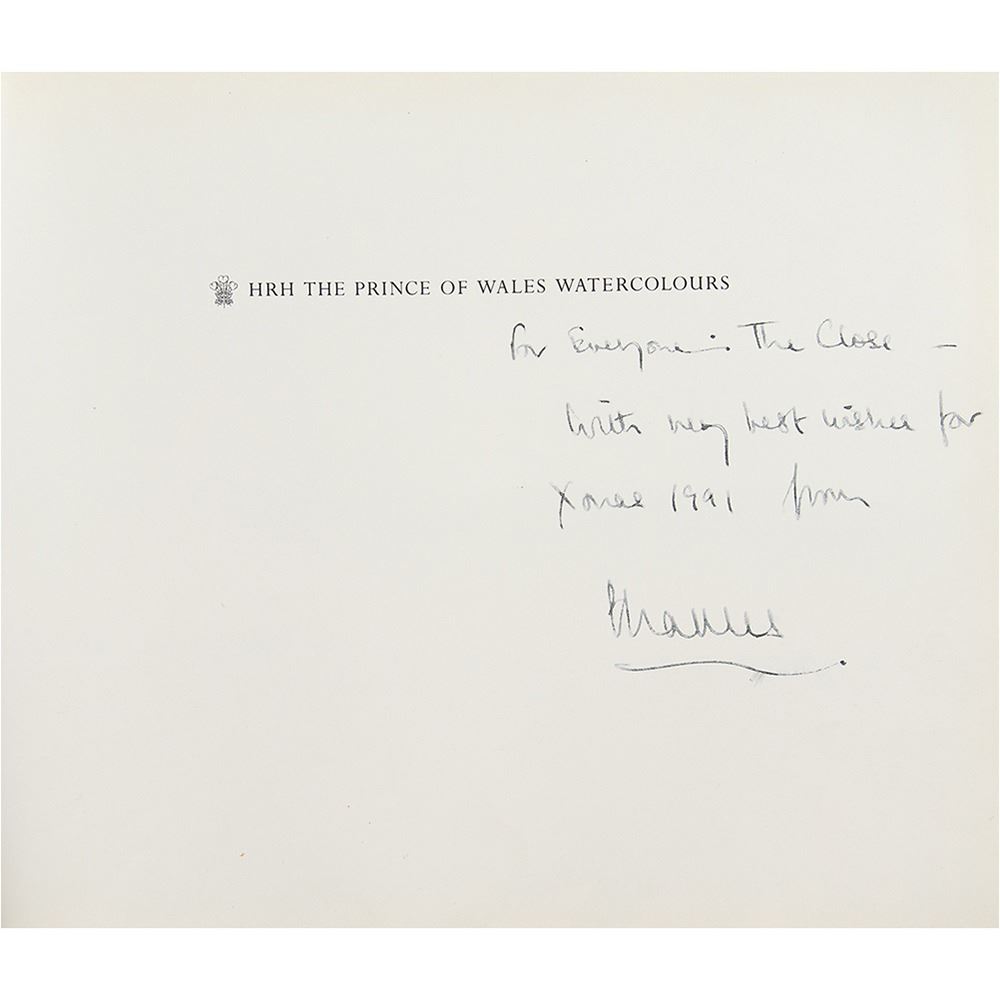 HRH THE PRINCE OF WALES WATERCOLOURS
For Everyone in The Close –
With very best wishes for
Xmas 1991 from
Charles